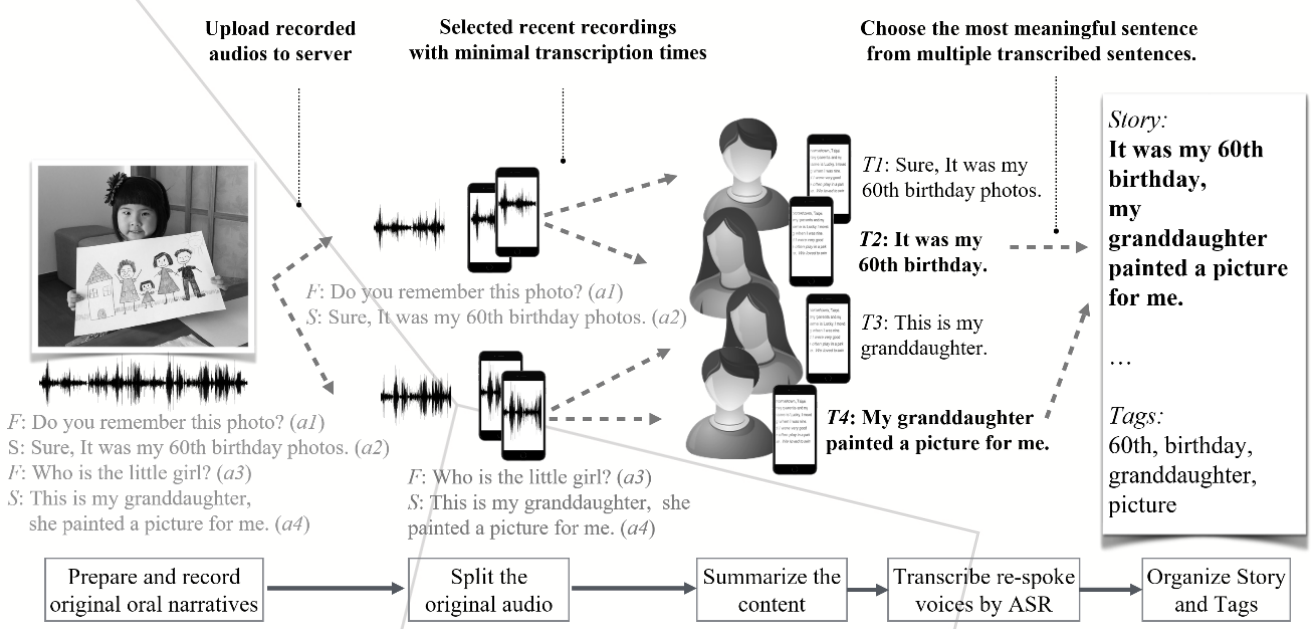 Upload recorded
audios to server
Selected recent recordings
with minimal transcription times
Choose the most meaningful sentence
from multiple transcribed sentences.
F: Do you remember this photo? (a1)
S: Sure, It was my 60th birthday photos. (a2)
F: Who is the little girl? (a3)
S: This is my granddaughter,
she painted a picture for me. (a4)
F: Do you remember this photo? (a1)
S: Sure, It was my 60th birthday photos. (a2)
F: Who is the little girl? (a3)
S: This is my granddaughter, she
painted a picture for me. (a4)
T1: Sure, It was my
60th birthday photos.
T2: It was my
60th birthday.
T3: This is my
granddaughter.
T4: My granddaughter
painted a picture for me.
Story:
It was my 60th
birthday,
my
granddaughter
painted a picture
for me.
…
Tags:
60th, birthday,
granddaughter,
picture
Prepare and record
original oral narratives
Split the
original audio
Summarize the
content
Transcribe re-spoke
voices by ASR
Organize Story
and Tags